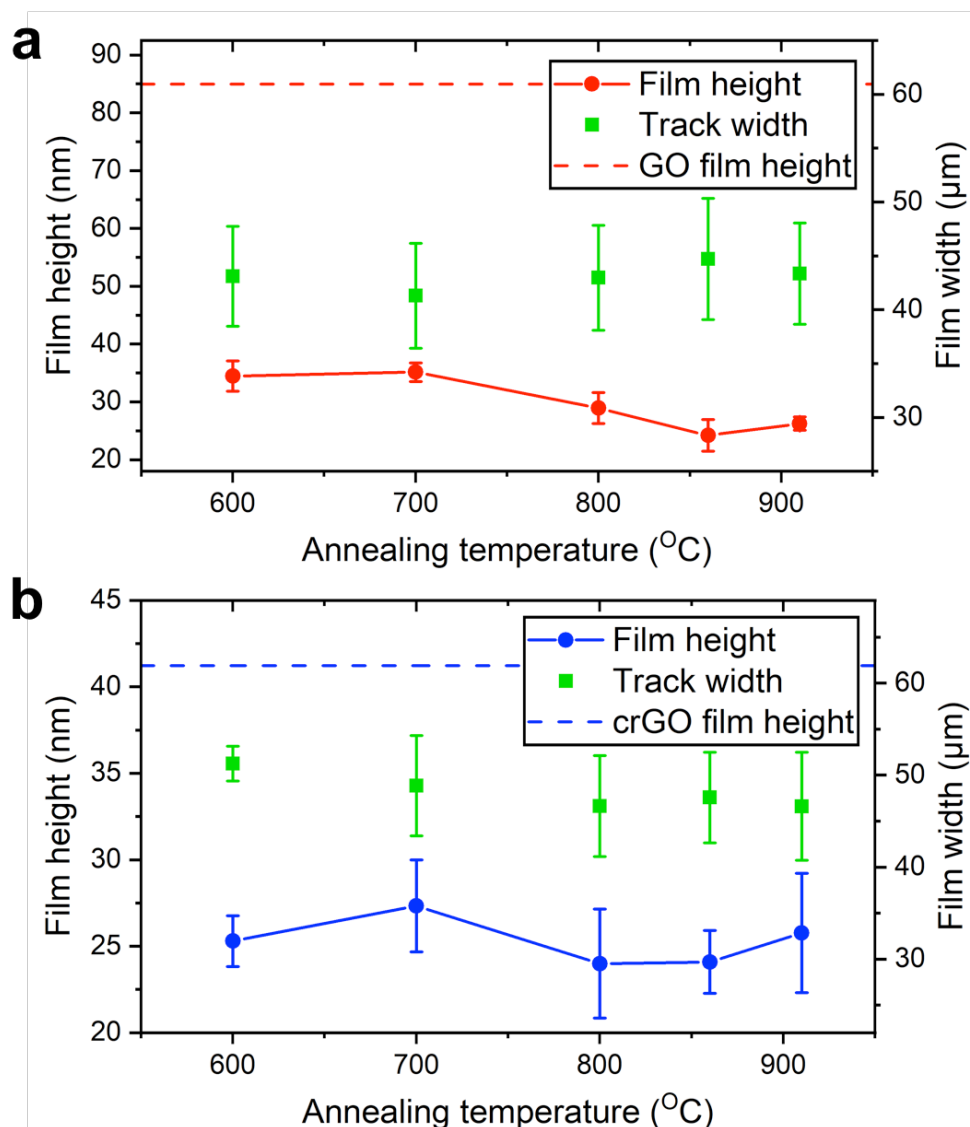 a
Film height (nm)
90
85
80
70
60
50
40
30
20
Film height
Track width
GO film height
60
50
40
30
Film width (µm)
600
700
800
900
Annealing temperature (ºC)
b
Film height (nm)
45
40
35
30
25
20
Film height
Track width
crGO film height
60
50
40
30
Film width (µm)
600
700
800
900
Annealing temperature (ºC)